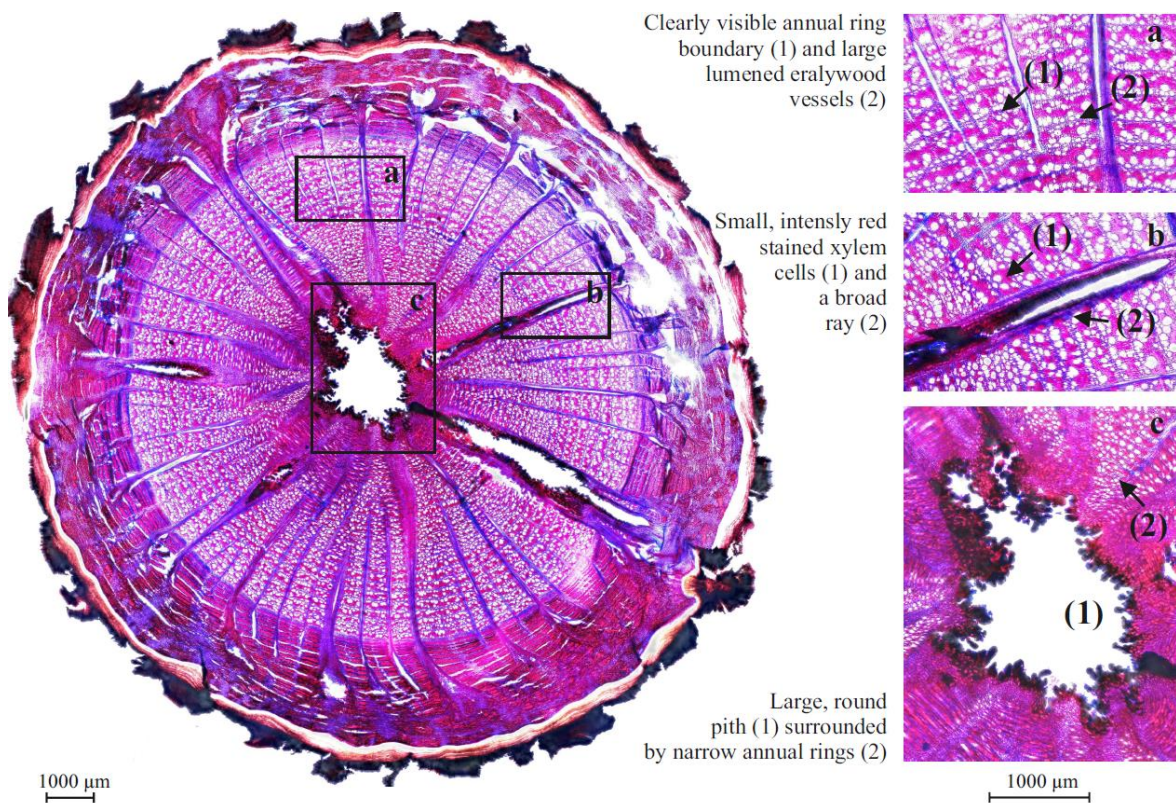 Clearly visible annual ring
boundary (1) and large
lumened eralywood
vessels (2)
a
(1)
(2)
a
Small, intensly red
stained xylem
cells (1) and
a broad
ray (2)
b
(1)
(2)
b
c
c
(2)
(1)
Large, round
pith (1) surrounded
by narrow annual rings (2)
1000 µm
1000 µm